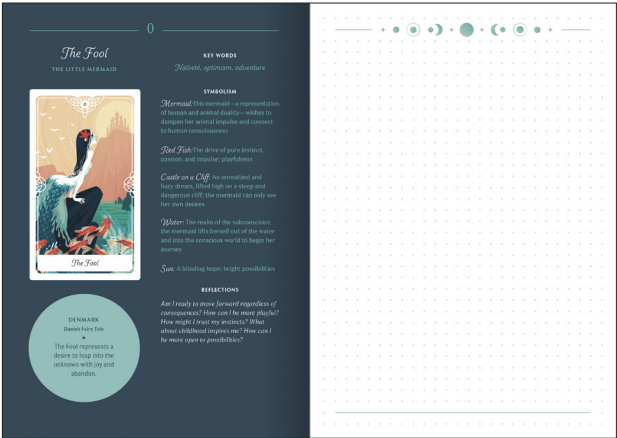 0
The Fool
THE LITTLE MERMAID
The Fool
DENMARK
Danish Fairy Tale
The Fool represents a
desire to leap into the
unknown with joy and
abandon.
KEY WORDS
Naïveté, optimism, adventure
SYMBOLISM
Mermaid: This mermaid—a representation
of human and animal duality—wishes to
dampen her animal impulse and connect
to human consciousness
Red Fish: The drive of pure instinct,
passion, and impulse; playfulness
Castle on a Cliff: An unrealized and
hazy dream, lifted high on a steep and
dangerous cliff; the mermaid can only see
her own desires
Water: The realm of the subconscious;
the mermaid lifts herself out of the water
and into the conscious world to begin her
journey
Sun: A blinding hope; bright possibilities
REFLECTIONS
Am I ready to move forward regardless of
consequences? How can I be more playful?
How might I trust my instincts? What
about childhood inspires me? How can I
be more open to possibilities?